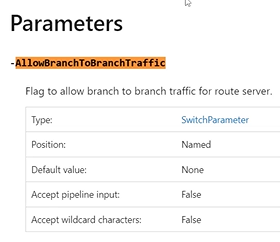 Parameters
-AllowBranchToBranchTraffic
Flag to allow branch to branch traffic for route server.
Type: SwitchParameter
Position: Named
Default value: None
Accept pipeline input: False
Accept wildcard characters: False